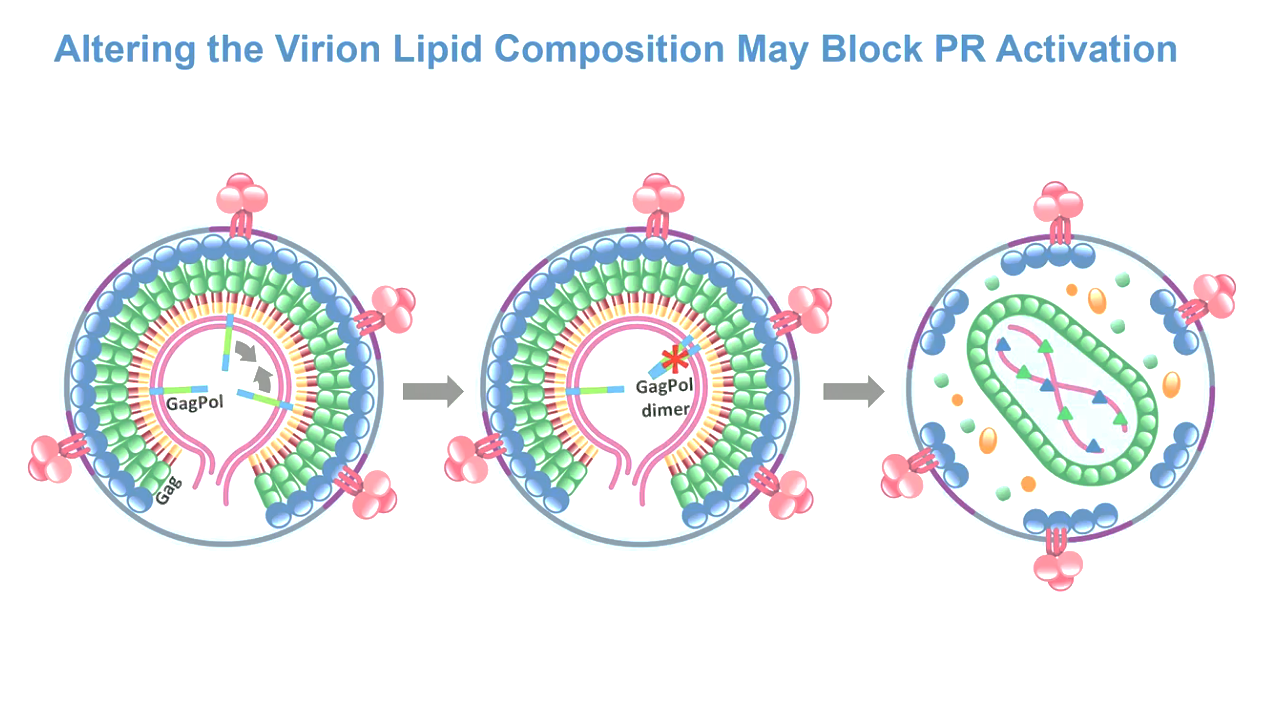 Altering the Virion Lipid Composition May Block PR Activation
GagPol
Gag
GagPol
dimer